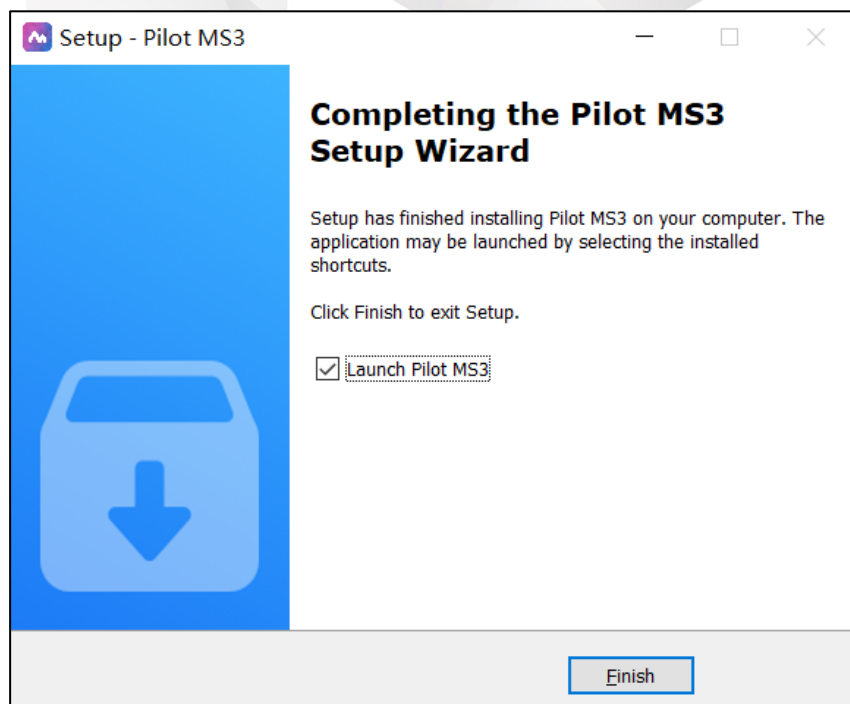 Setup - Pilot MS3
Completing the Pilot MS3
Setup Wizard
Setup has finished installing Pilot MS3 on your computer. The
application may be launched by selecting the installed
shortcuts.
Click Finish to exit Setup.
Launch Pilot MS3
Finish